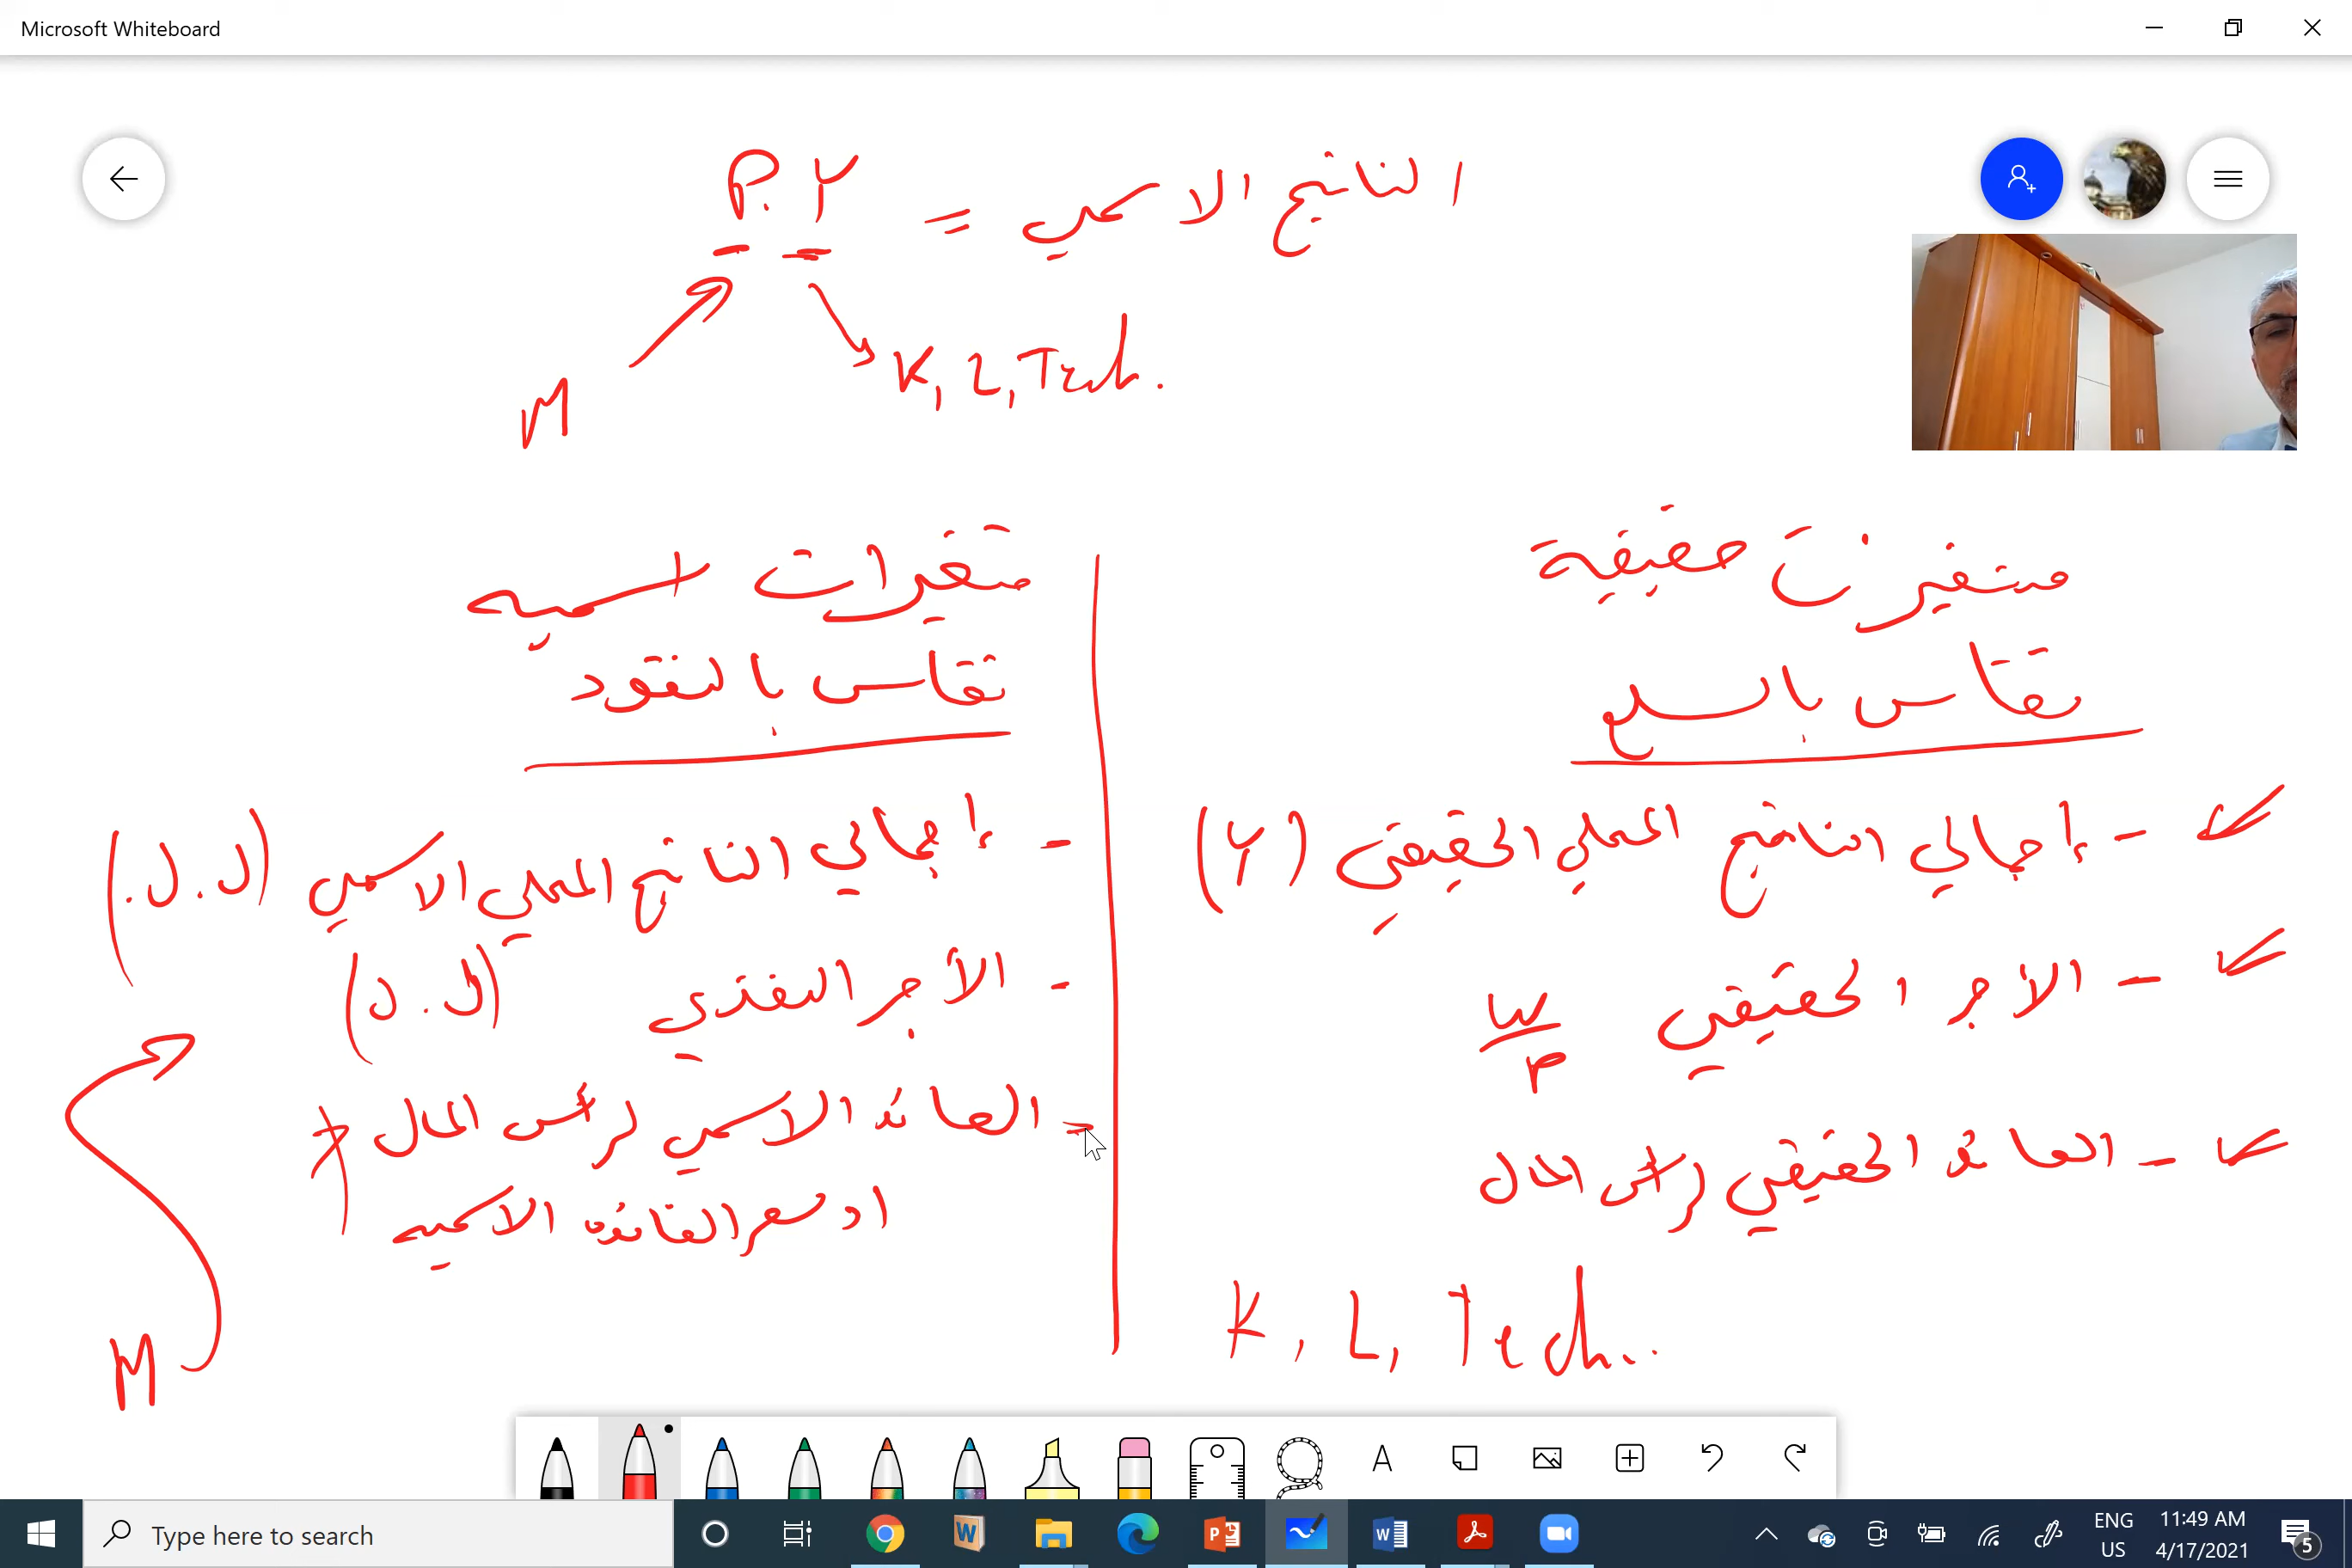 Microsoft Whiteboard
P.Y = الناتج الاسمي
M
K, L, Tech.
متغيرات حقيقية
تقاس بالسلع
- إجمالي الناتج المحلي الحقيقي (Y)
- الأجر الحقيقي W/P
- العائد الحقيقي لرأس المال
K, L, Tech..
متغيرات اسمية
تقاس بالنقود
- إجمالي الناتج المحلي الاسمي (ل.ل.)
- الأجر النقدي (ل.ل)
- العائد الاسمي لرأس المال
او سعر الفائدة الاسمية
M
A
Type here to search
ENG
US
11:49 AM
4/17/2021
5